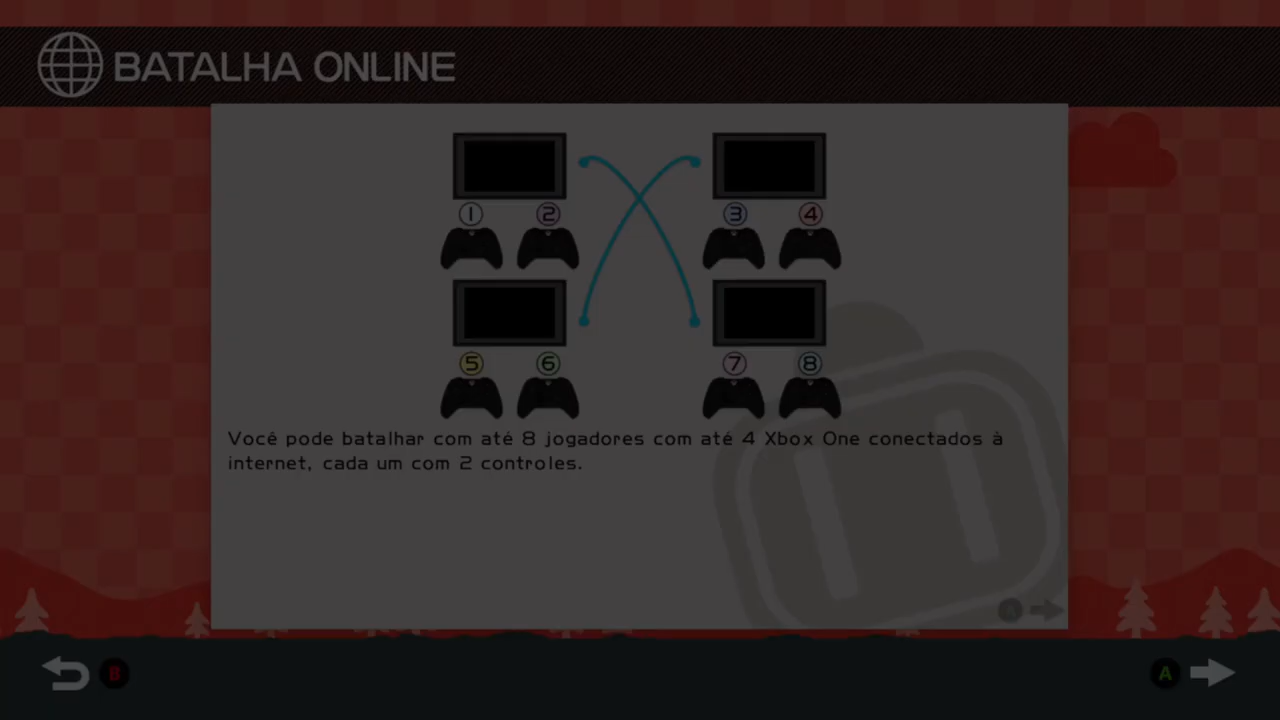 BATALHA ONLINE
1 2 3 4
5 6 7 8
Você pode batalhar com até 8 jogadores com até 4 Xbox One conectados à
internet, cada um com 2 controles.
A
B A